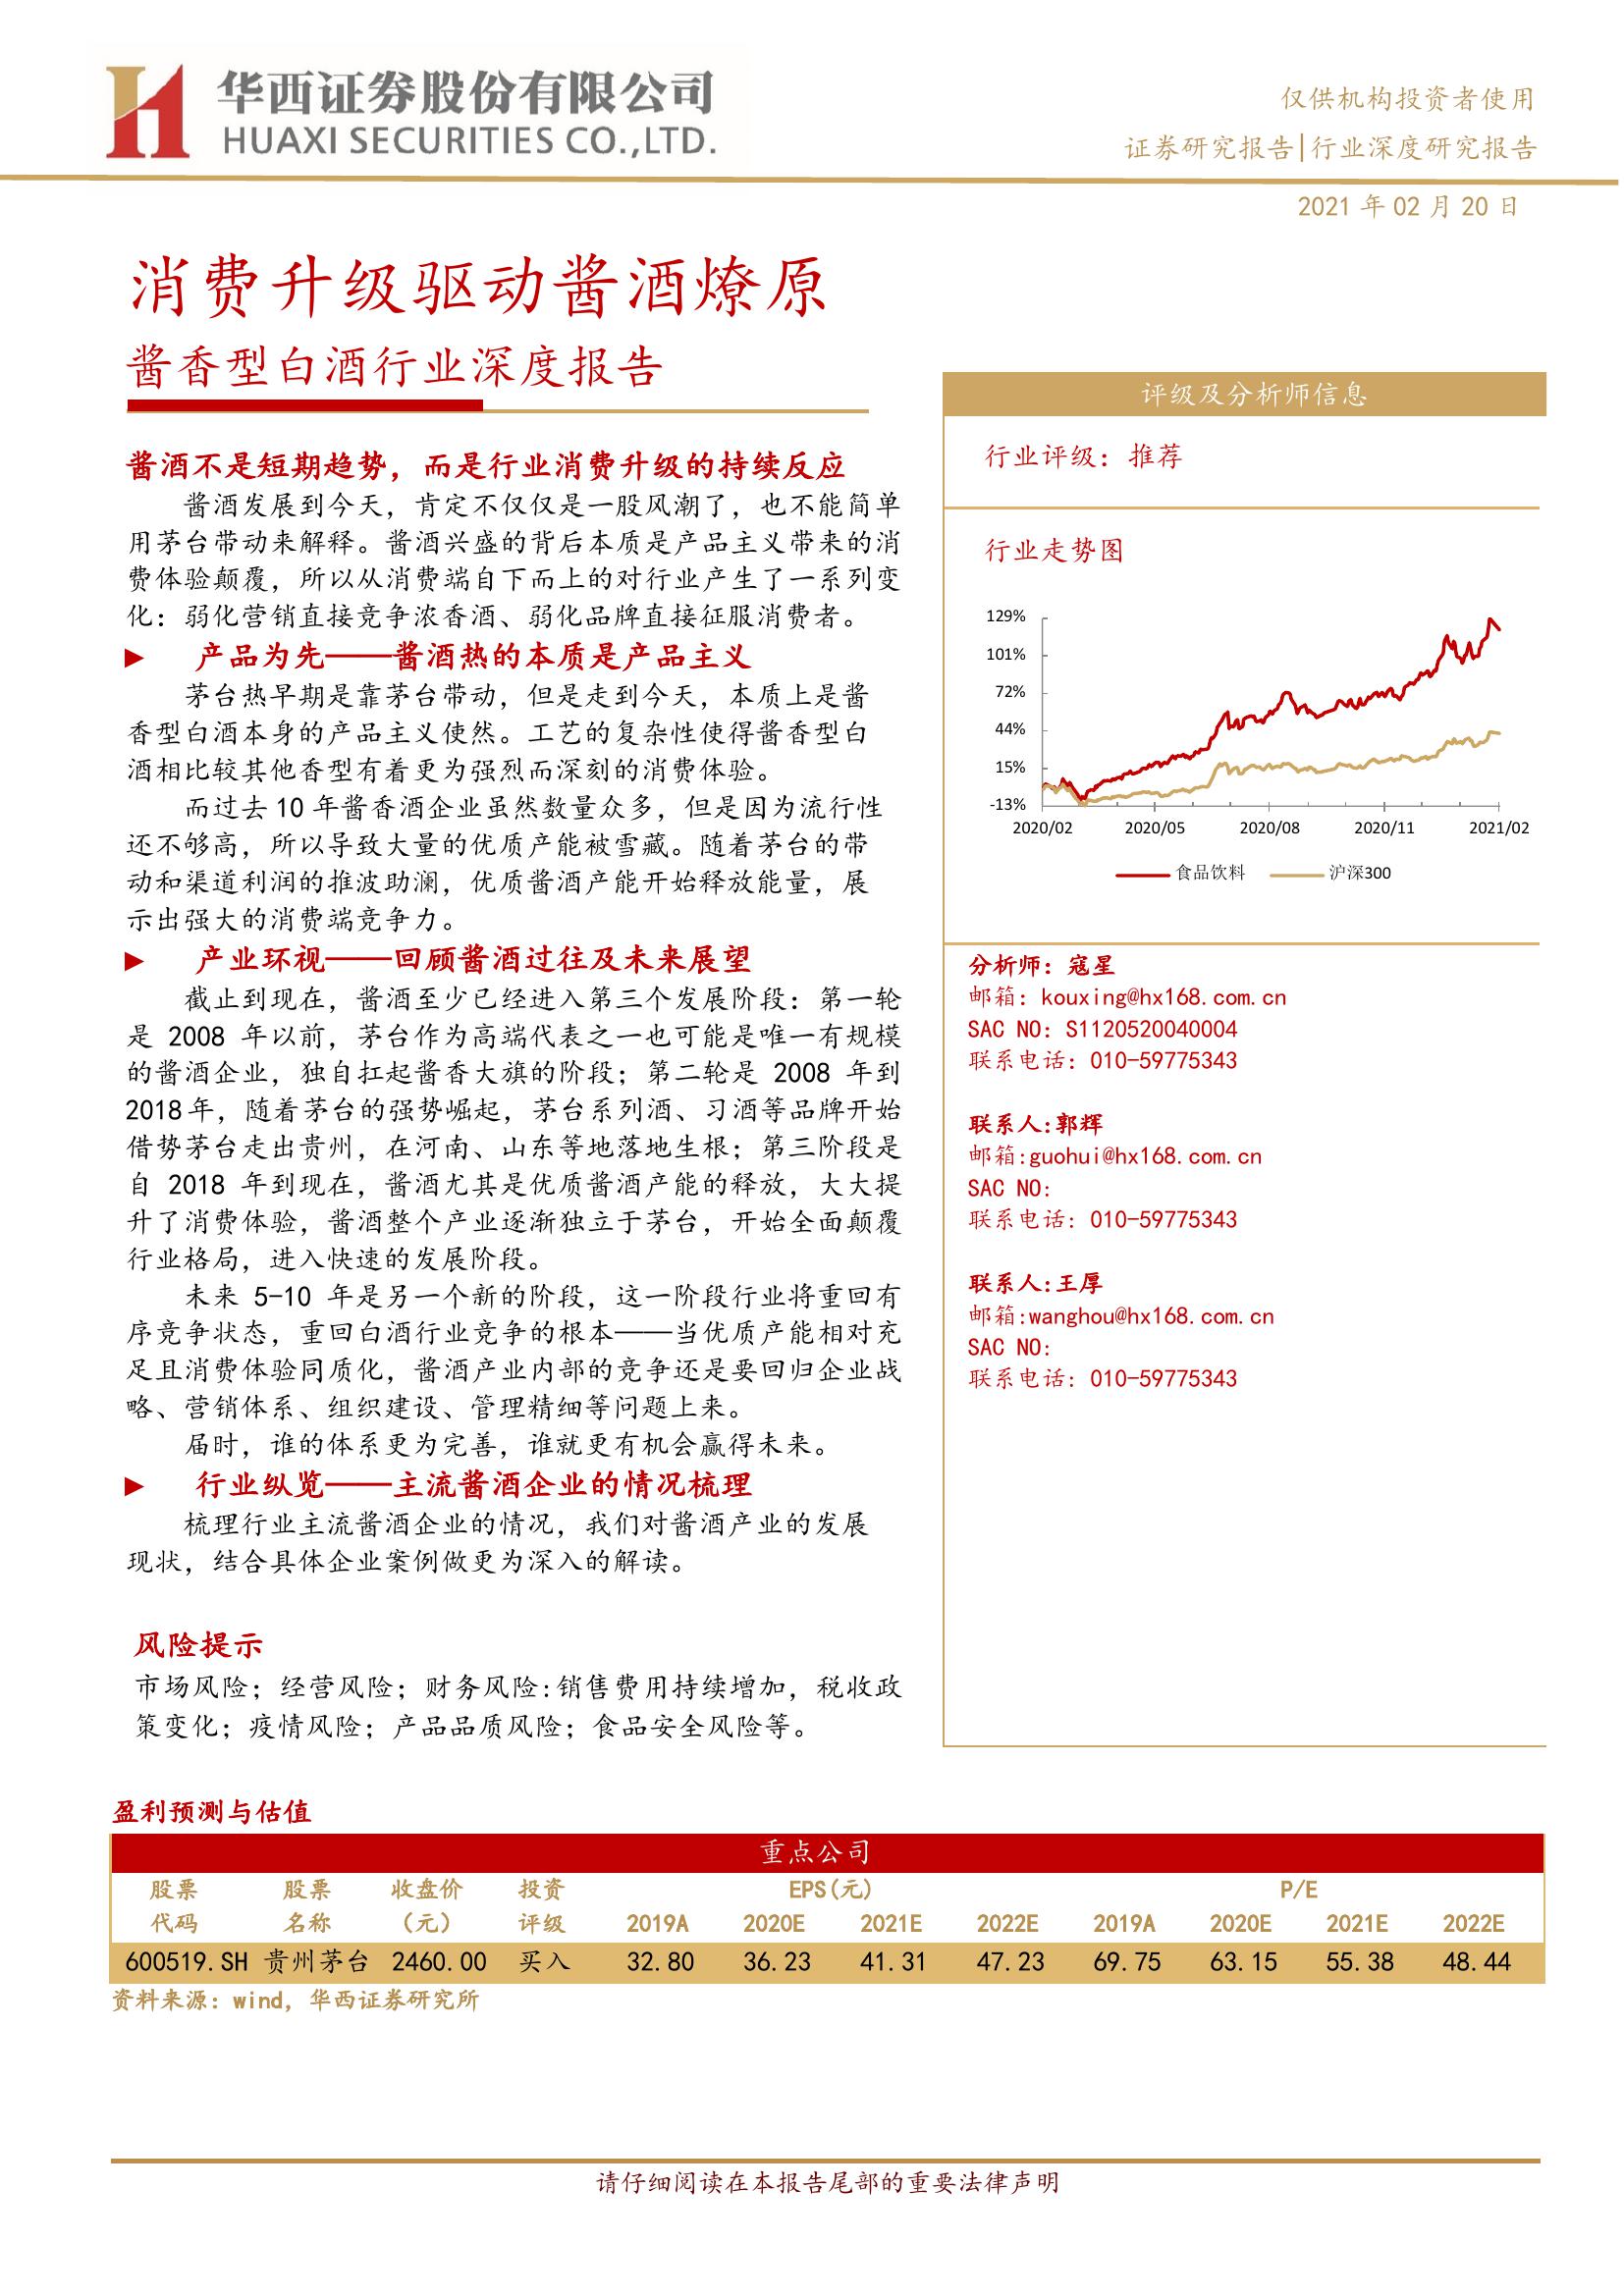 华西证券股份有限公司
HUAXI SECURITIES CO.,LTD.
仅供机构投资者使用
证券研究报告|行业深度研究报告
2021 年 02 月 20 日
消费升级驱动酱酒燎原
酱香型白酒行业深度报告
酱酒不是短期趋势，而是行业消费升级的持续反应
酱酒发展到今天，肯定不仅仅是一股风潮了，也不能简单
用茅台带动来解释。酱酒兴盛的背后本质是产品主义带来的消
费体验颠覆，所以从消费端自下而上的对行业产生了一系列变
化：弱化营销直接竞争浓香酒、弱化品牌直接征服消费者。
► 产品为先——酱酒热的本质是产品主义
茅台热早期是靠茅台带动，但是走到今天，本质上是酱
香型白酒本身的产品主义使然。工艺的复杂性使得酱香型白
酒相比较其他香型有着更为强烈而深刻的消费体验。
而过去 10 年酱香酒企业虽然数量众多，但是因为流行性
还不够高，所以导致大量的优质产能被雪藏。随着茅台的带
动和渠道利润的推波助澜，优质酱酒产能开始释放能量，展
示出强大的消费端竞争力。
► 产业环视——回顾酱酒过往及未来展望
截止到现在，酱酒至少已经进入第三个发展阶段：第一轮
是 2008 年以前，茅台作为高端代表之一也可能是唯一有规模
的酱酒企业，独自扛起酱香大旗的阶段；第二轮是 2008 年到
2018 年，随着茅台的强势崛起，茅台系列酒、习酒等品牌开始
借势茅台走出贵州，在河南、山东等地落地生根；第三阶段是
自 2018 年到现在，酱酒尤其是优质酱酒产能的释放，大大提
升了消费体验，酱酒整个产业逐渐独立于茅台，开始全面颠覆
行业格局，进入快速的发展阶段。
未来 5-10 年是另一个新的阶段，这一阶段行业将重回有
序竞争状态，重回白酒行业竞争的根本——当优质产能相对充
足且消费体验同质化，酱酒产业内部的竞争还是要回归企业战
略、营销体系、组织建设、管理精细等问题上来。
届时，谁的体系更为完善，谁就更有机会赢得未来。
► 行业纵览——主流酱酒企业的情况梳理
梳理行业主流酱酒企业的情况，我们对酱酒产业的发展
现状，结合具体企业案例做更为深入的解读。
风险提示
市场风险；经营风险；财务风险:销售费用持续增加，税收政
策变化；疫情风险；产品品质风险；食品安全风险等。
评级及分析师信息
行业评级：推荐
行业走势图
129%
101%
72%
44%
15%
-13%
2020/02 2020/05 2020/08 2020/11 2021/02
食品饮料 沪深300
分析师：寇星
邮箱：kouxing@hx168.com.cn
SAC NO：S1120520040004
联系电话：010-59775343
联系人:郭辉
邮箱:guohui@hx168.com.cn
SAC NO:
联系电话：010-59775343
联系人:王厚
邮箱:wanghou@hx168.com.cn
SAC NO:
联系电话：010-59775343
盈利预测与估值
重点公司
股票 股票 收盘价 投资 EPS(元) P/E
代码 名称 （元） 评级 2019A 2020E 2021E 2022E 2019A 2020E 2021E 2022E
600519.SH 贵州茅台 2460.00 买入 32.80 36.23 41.31 47.23 69.75 63.15 55.38 48.44
资料来源：wind，华西证券研究所
请仔细阅读在本报告尾部的重要法律声明